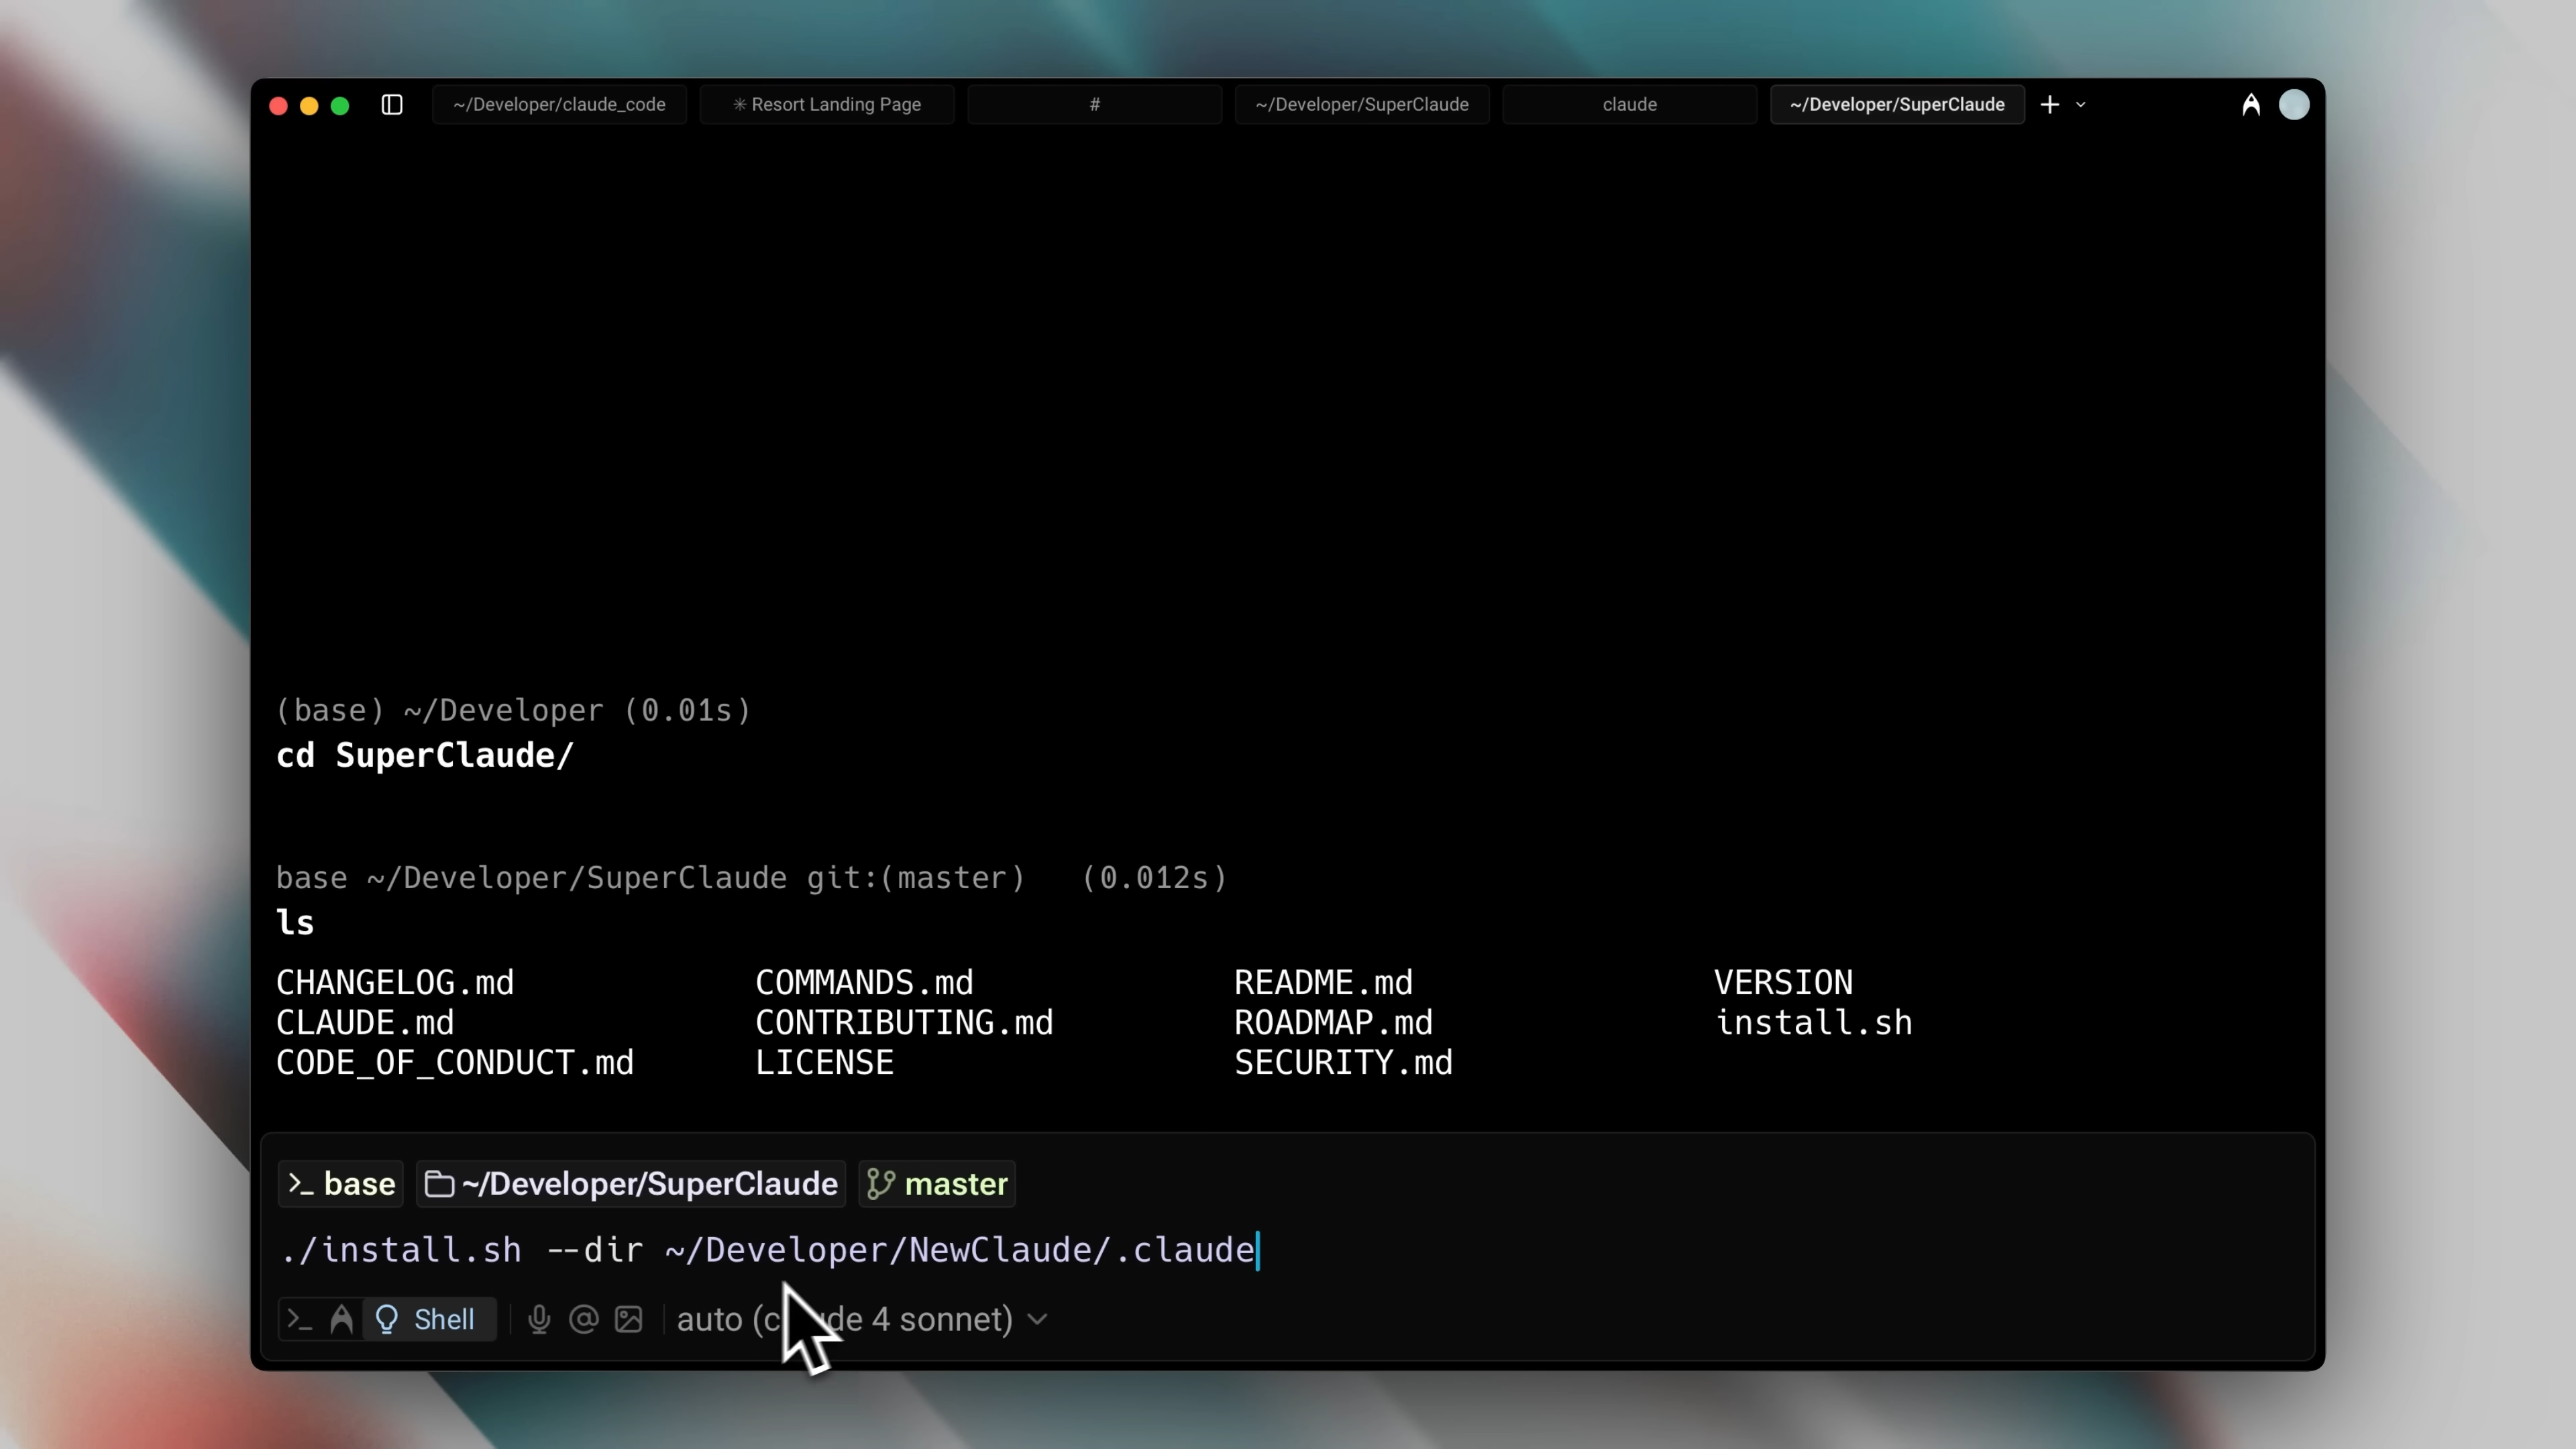 ~/Developer/claude_code
✳ Resort Landing Page
#
~/Developer/SuperClaude
claude
~/Developer/SuperClaude
(base) ~/Developer (0.01s)
cd SuperClaude/
base ~/Developer/SuperClaude git:(master) (0.012s)
ls
CHANGELOG.md COMMANDS.md README.md VERSION
CLAUDE.md CONTRIBUTING.md ROADMAP.md install.sh
CODE_OF_CONDUCT.md LICENSE SECURITY.md
base ~/Developer/SuperClaude master
./install.sh --dir ~/Developer/NewClaude/.claude
Shell auto (claude 4 sonnet)